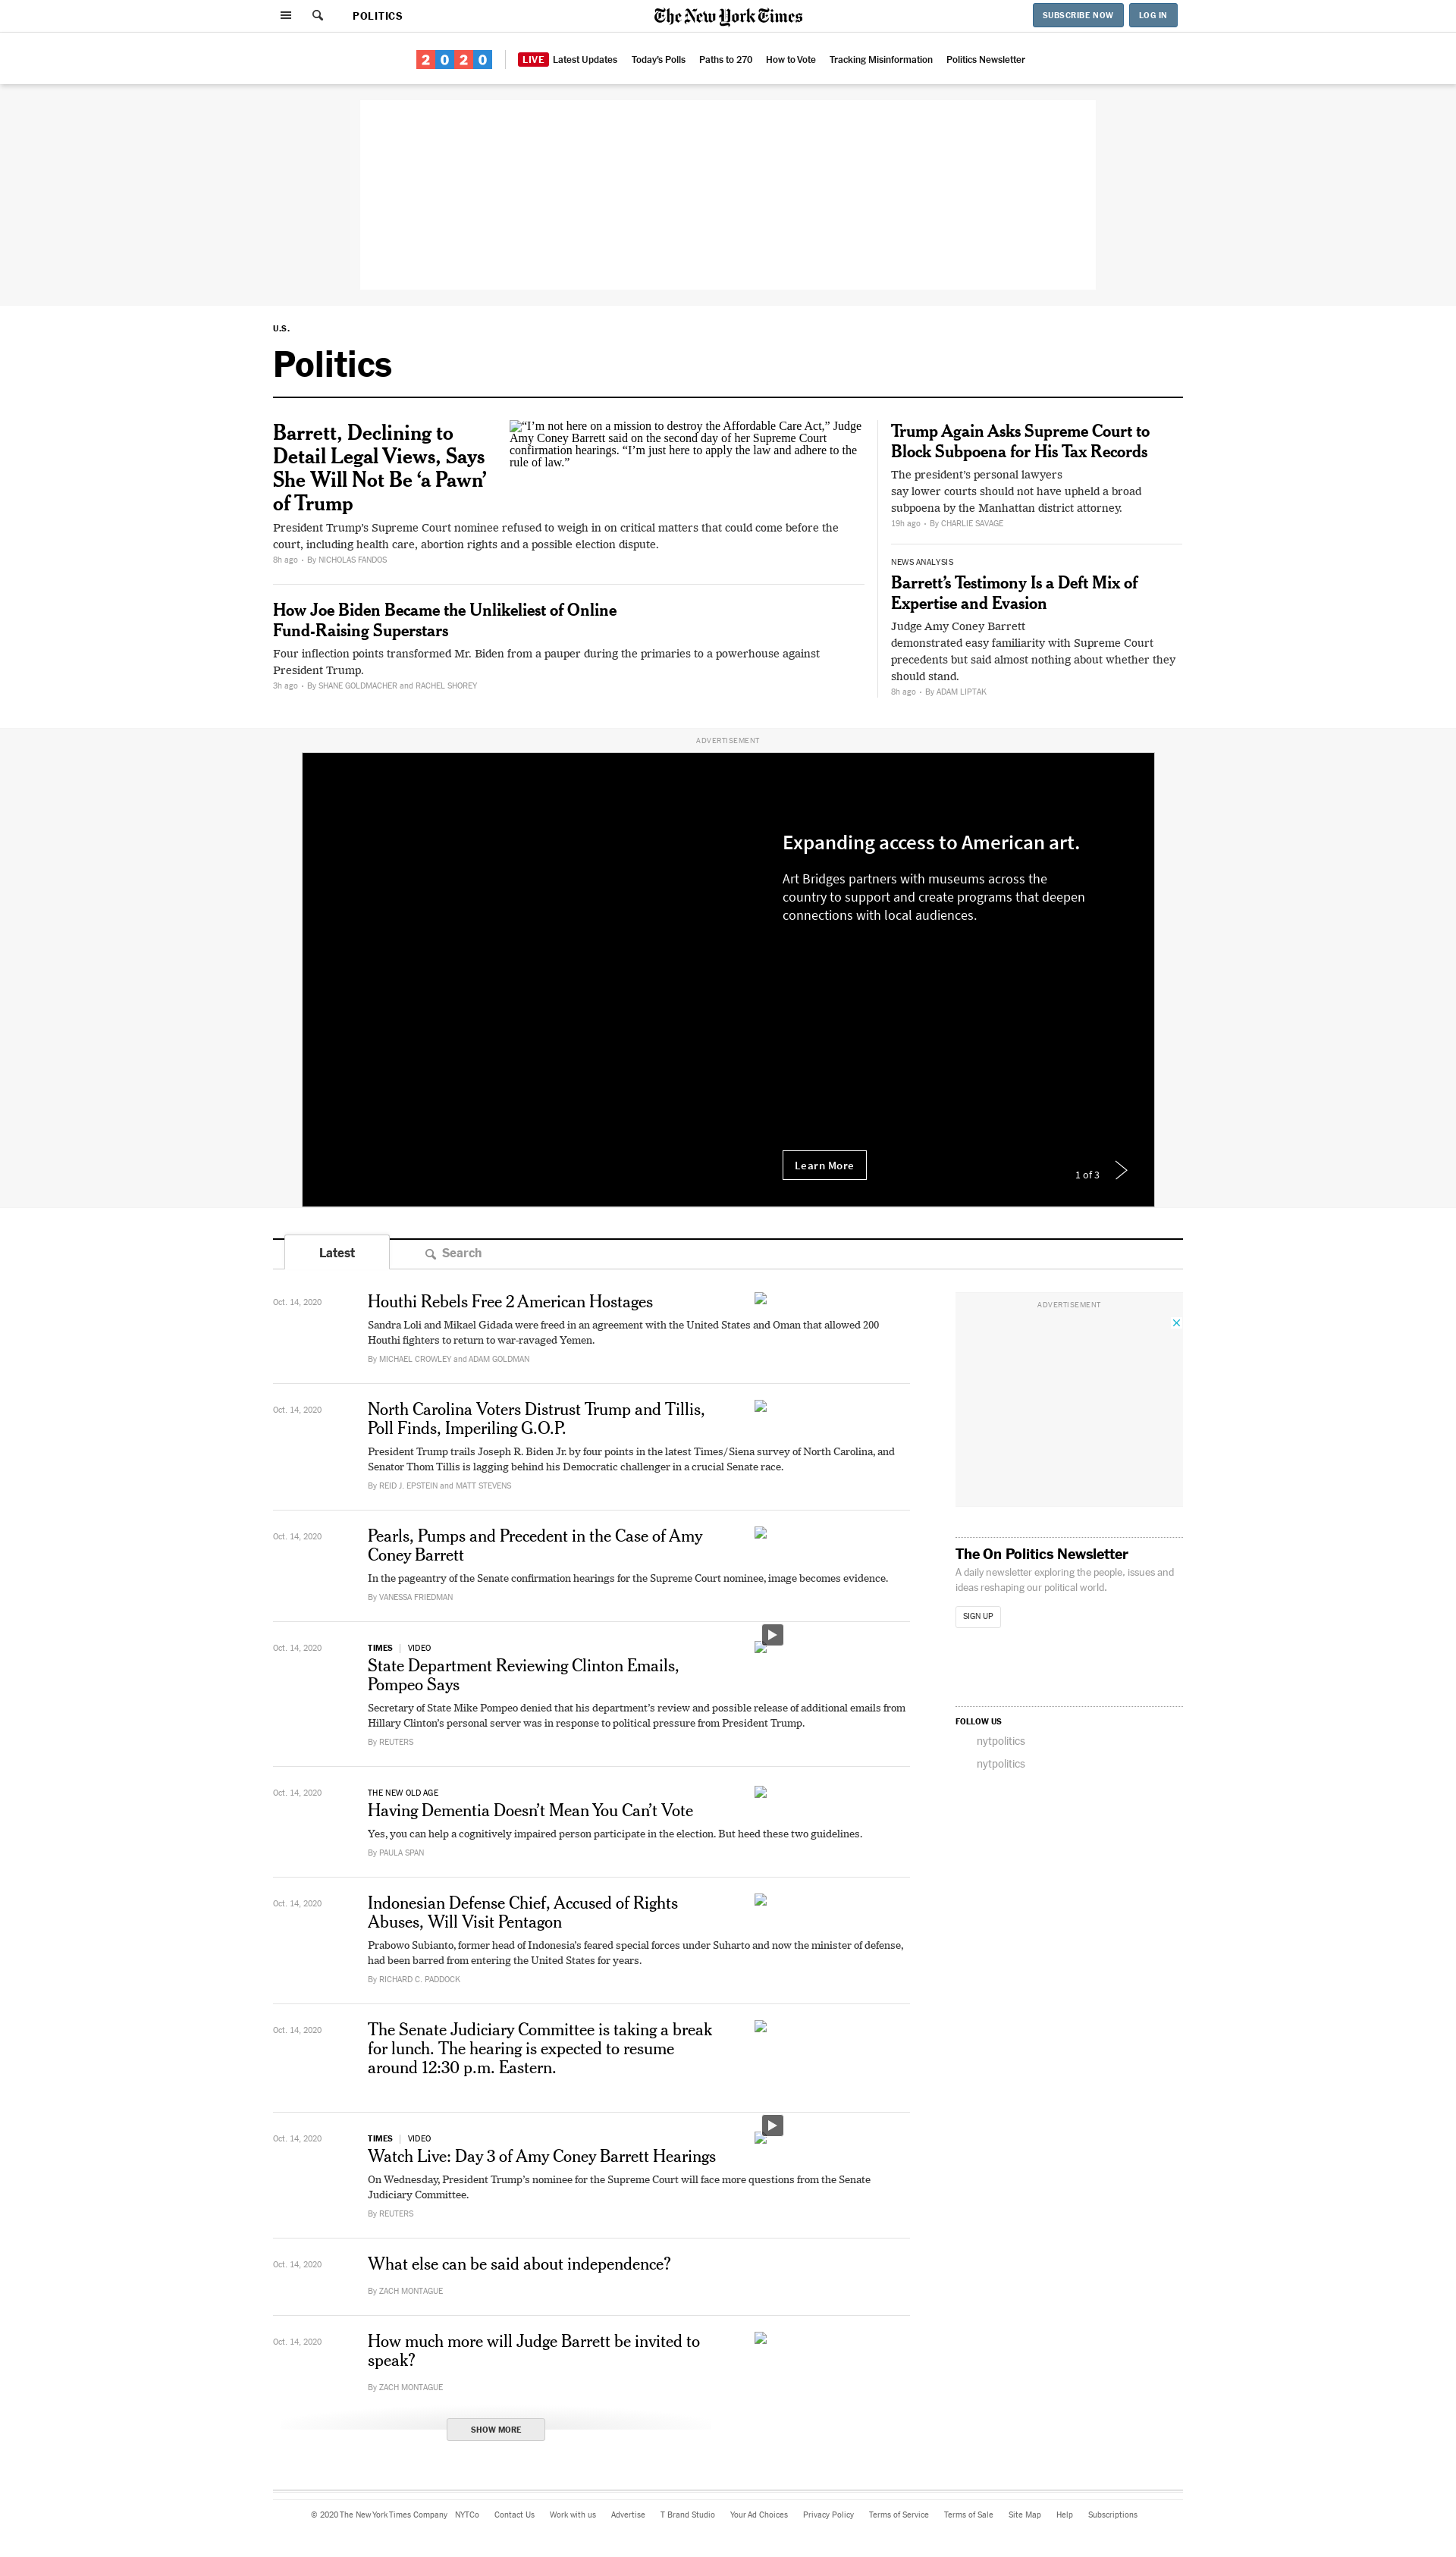 POLITICS
The New York Times
SUBSCRIBE NOW
LOG IN
2020
LIVE Latest Updates
Today's Polls
Paths to 270
How to Vote
Tracking Misinformation
Politics Newsletter
U.S.
Politics
Barrett, Declining to
Detail Legal Views, Says
She Will Not Be ‘a Pawn’
of Trump
“I’m not here on a mission to destroy the Affordable Care Act,” Judge
Amy Coney Barrett said on the second day of her Supreme Court
confirmation hearings. “I’m just here to apply the law and adhere to the
rule of law.”
President Trump’s Supreme Court nominee refused to weigh in on critical matters that could come before the
court, including health care, abortion rights and a possible election dispute.
8h ago • By NICHOLAS FANDOS
How Joe Biden Became the Unlikeliest of Online
Fund-Raising Superstars
Four inflection points transformed Mr. Biden from a pauper during the primaries to a powerhouse against
President Trump.
3h ago • By SHANE GOLDMACHER and RACHEL SHOREY
Trump Again Asks Supreme Court to
Block Subpoena for His Tax Records
The president’s personal lawyers
say lower courts should not have upheld a broad
subpoena by the Manhattan district attorney.
19h ago • By CHARLIE SAVAGE
NEWS ANALYSIS
Barrett’s Testimony Is a Deft Mix of
Expertise and Evasion
Judge Amy Coney Barrett
demonstrated easy familiarity with Supreme Court
precedents but said almost nothing about whether they
should stand.
8h ago • By ADAM LIPTAK
ADVERTISEMENT
Expanding access to American art.
Art Bridges partners with museums across the
country to support and create programs that deepen
connections with local audiences.
Learn More
1 of 3
Latest
Search
Oct. 14, 2020
Houthi Rebels Free 2 American Hostages
Sandra Loli and Mikael Gidada were freed in an agreement with the United States and Oman that allowed 200
Houthi fighters to return to war-ravaged Yemen.
By MICHAEL CROWLEY and ADAM GOLDMAN
Oct. 14, 2020
North Carolina Voters Distrust Trump and Tillis,
Poll Finds, Imperiling G.O.P.
President Trump trails Joseph R. Biden Jr. by four points in the latest Times/Siena survey of North Carolina, and
Senator Thom Tillis is lagging behind his Democratic challenger in a crucial Senate race.
By REID J. EPSTEIN and MATT STEVENS
Oct. 14, 2020
Pearls, Pumps and Precedent in the Case of Amy
Coney Barrett
In the pageantry of the Senate confirmation hearings for the Supreme Court nominee, image becomes evidence.
By VANESSA FRIEDMAN
Oct. 14, 2020
TIMES | VIDEO
State Department Reviewing Clinton Emails,
Pompeo Says
Secretary of State Mike Pompeo denied that his department’s review and possible release of additional emails from
Hillary Clinton’s personal server was in response to political pressure from President Trump.
By REUTERS
Oct. 14, 2020
THE NEW OLD AGE
Having Dementia Doesn’t Mean You Can’t Vote
Yes, you can help a cognitively impaired person participate in the election. But heed these two guidelines.
By PAULA SPAN
Oct. 14, 2020
Indonesian Defense Chief, Accused of Rights
Abuses, Will Visit Pentagon
Prabowo Subianto, former head of Indonesia’s feared special forces under Suharto and now the minister of defense,
had been barred from entering the United States for years.
By RICHARD C. PADDOCK
Oct. 14, 2020
The Senate Judiciary Committee is taking a break
for lunch. The hearing is expected to resume
around 12:30 p.m. Eastern.
Oct. 14, 2020
TIMES | VIDEO
Watch Live: Day 3 of Amy Coney Barrett Hearings
On Wednesday, President Trump’s nominee for the Supreme Court will face more questions from the Senate
Judiciary Committee.
By REUTERS
Oct. 14, 2020
What else can be said about independence?
By ZACH MONTAGUE
Oct. 14, 2020
How much more will Judge Barrett be invited to
speak?
By ZACH MONTAGUE
SHOW MORE
ADVERTISEMENT
The On Politics Newsletter
A daily newsletter exploring the people, issues and
ideas reshaping our political world.
SIGN UP
FOLLOW US
nytpolitics
nytpolitics
© 2020 The New York Times Company NYTCo Contact Us Work with us Advertise T Brand Studio Your Ad Choices Privacy Policy Terms of Service Terms of Sale Site Map Help Subscriptions